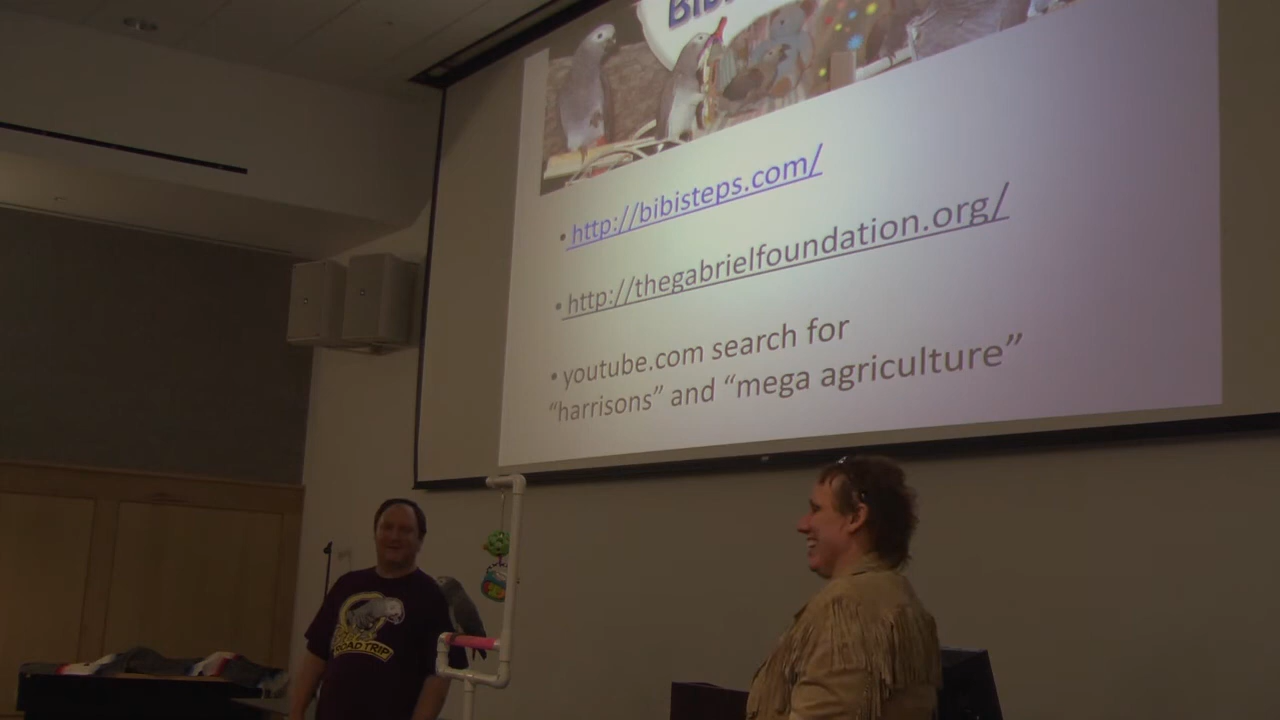 • http://bibisteps.com/
• http://thegabrielfoundation.org/
• youtube.com search for
“harrisons” and “mega agriculture”
ROAD TRIP